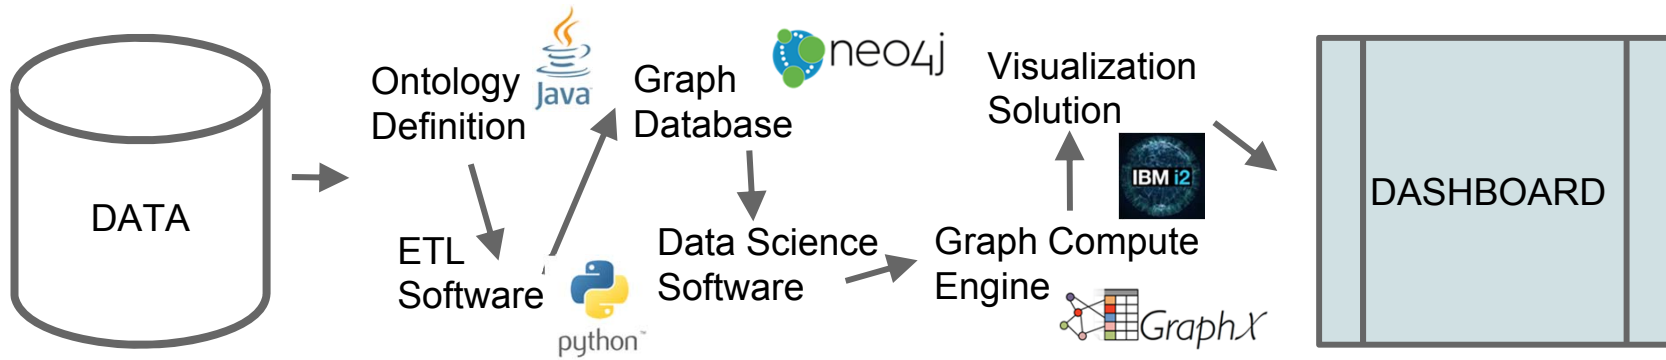 DATA
Ontology
Definition
Java
ETL
Software
python
Graph
Database
neo4j
Data Science
Software
Graph Compute
Engine
GraphX
Visualization
Solution
IBM i2
DASHBOARD